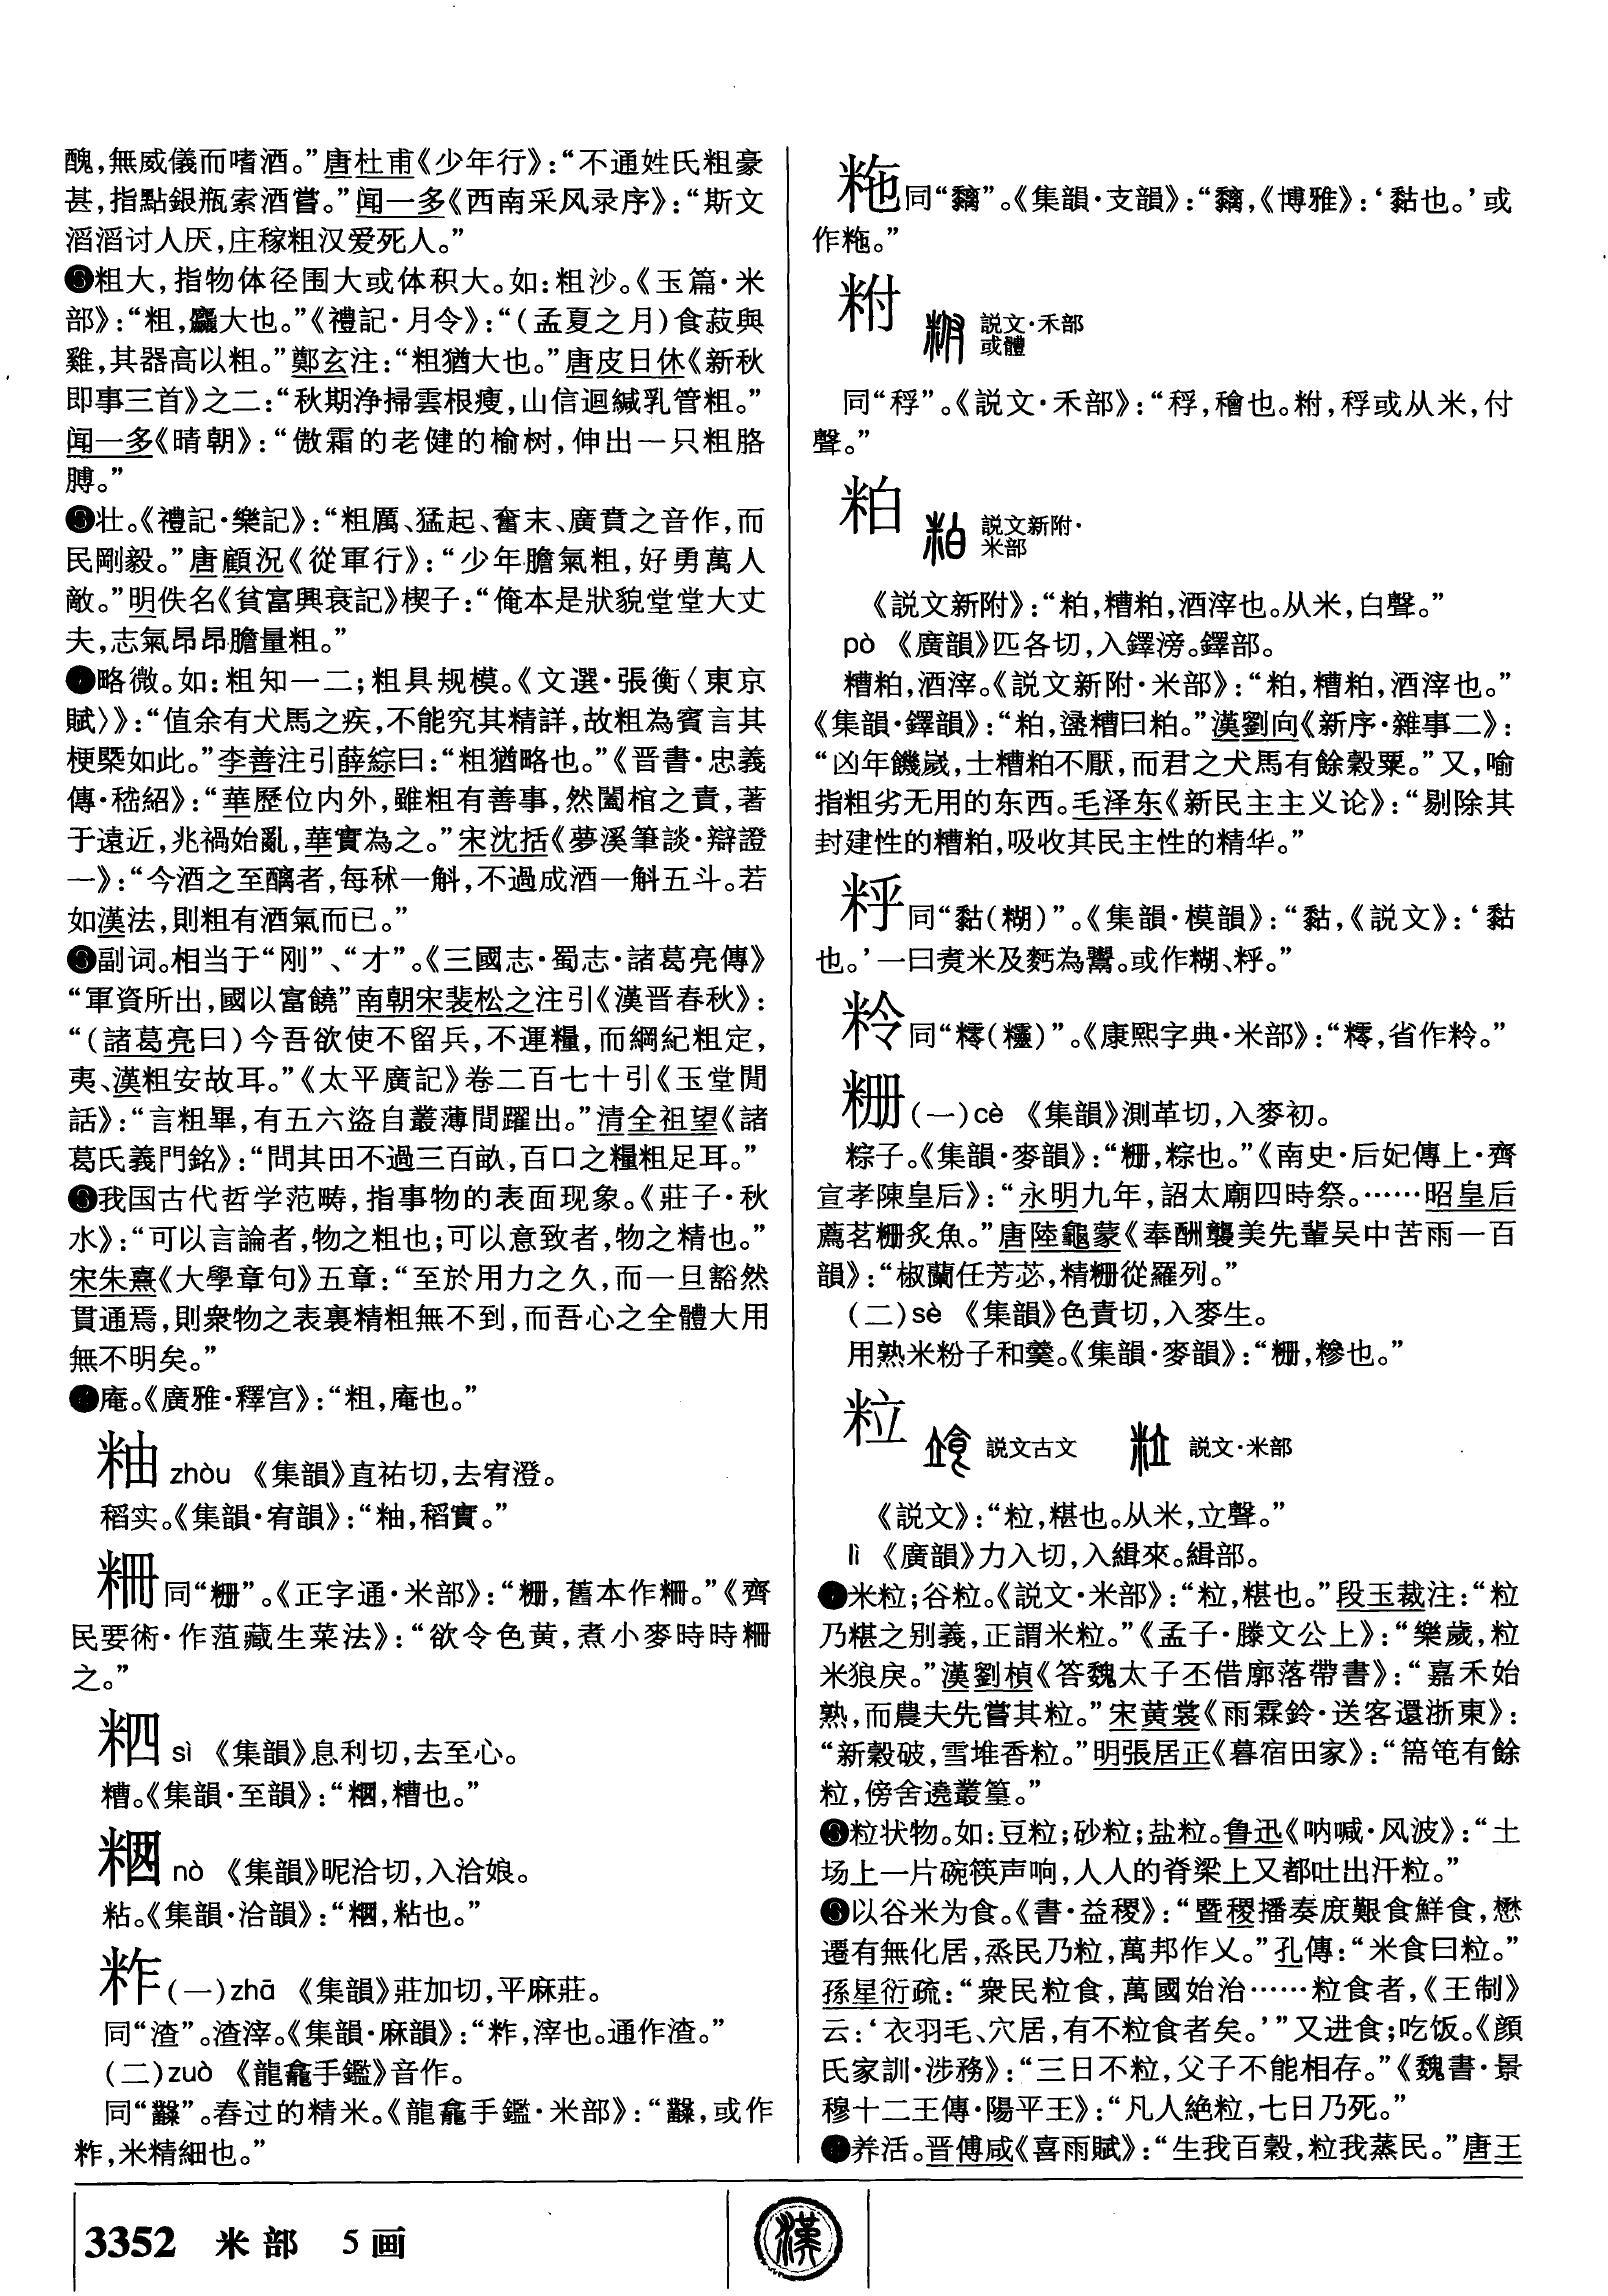 醜，無威儀而嗜酒。”唐杜甫《少年行》：“不通姓氏粗豪
甚，指點銀瓶索酒嘗。”闻一多《西南采风录序》：“斯文
滔滔讨人厌，庄稼粗汉爱死人。”
粗大，指物体径围大或体积大。如：粗沙。《玉篇·米
部》：“粗，麤大也。”《禮記·月令》：“（孟夏之月）食菽與
雞，其器高以粗。”鄭玄注：“粗猶大也。”唐皮日休《新秋
即事三首》之二：“秋期浄掃雲根瘦，山信迴緘乳管粗。”
闻一多《晴朝》：“傲霜的老健的榆树，伸出一只粗胳
膊。”
壮。《禮記·樂記》：“粗厲、猛起、奮末、廣賁之音作，而
民剛毅。”唐顧況《從軍行》：“少年膽氣粗，好勇萬人
敵。”明佚名《貧富興衰記》楔子：“俺本是狀貌堂堂大丈
夫，志氣昂昂膽量粗。”
略微。如：粗知一二；粗具规模。《文選·張衡〈東京
賦〉》：“值余有犬馬之疾，不能究其精詳，故粗為賓言其
梗槩如此。”李善注引薛綜曰：“粗猶略也。”《晋書·忠義
傳·嵇紹》：“華歷位内外，雖粗有善事，然闔棺之責，著
于遠近，兆禍始亂，華實為之。”宋沈括《夢溪筆談·辯證
一》：“今酒之至醨者，每秫一斛，不過成酒一斛五斗。若
如漢法，則粗有酒氣而已。”
副词。相当于“刚”、“才”。《三國志·蜀志·諸葛亮傳》
“軍資所出，國以富饒”南朝宋裴松之注引《漢晋春秋》：
“（諸葛亮曰）今吾欲使不留兵，不運糧，而綱紀粗定，
夷、漢粗安故耳。”《太平廣記》卷二百七十引《玉堂閒
話》：“言粗畢，有五六盜自叢薄間躍出。”清全祖望《諸
葛氏義門銘》：“問其田不過三百畝，百口之糧粗足耳。”
我国古代哲学范畴，指事物的表面现象。《莊子·秋
水》：“可以言論者，物之粗也；可以意致者，物之精也。”
宋朱熹《大學章句》五章：“至於用力之久，而一旦豁然
貫通焉，則衆物之表裏精粗無不到，而吾心之全體大用
無不明矣。”
庵。《廣雅·釋宫》：“粗，庵也。”
粙 zhòu 《集韻》直祐切，去宥澄。
稻实。《集韻·宥韻》：“粙，稻實。”
䊂同“粣”。《正字通·米部》：“粣，舊本作䊂。”《齊
民要術·作菹藏生菜法》：“欲令色黄，煮小麥時時粣
之。”
sì 《集韻》息利切，去至心。
糟。《集韻·至韻》：“，糟也。”
nò 《集韻》昵洽切，入洽娘。
粘。《集韻·洽韻》：“，粘也。”
粚（一）zhā 《集韻》莊加切，平麻莊。
同“渣”。渣滓。《集韻·麻韻》：“，滓也。通作渣。”
（二）zuò 《龍龕手鑑》音作。
同“糳”。舂过的精米。《龍龕手鑑·米部》：“糳，或作
，米精細也。”
同“䊨”。《集韻·支韻》：“，《博雅》：‘黏也。’或
作。”
粰 説文·禾部
或體
同“稃”。《説文·禾部》：“稃，䅣也。䊇，稃或从米，付
聲。”
粕 説文新附·
米部
《説文新附》：“粕，糟粕，酒滓也。从米，白聲。”
pò 《廣韻》匹各切，入鐸滂。鐸部。
糟粕，酒滓。《説文新附·米部》：“粕，糟粕，酒滓也。”
《集韻·鐸韻》：“粕，盪糟曰粕。”漢劉向《新序·雜事二》：
“凶年饑嵗，士糟粕不厭，而君之犬馬有餘穀粟。”又，喻
指粗劣无用的东西。毛泽东《新民主主义论》：“剔除其
封建性的糟粕，吸收其民主性的精华。”
粐同“䵀（糊）”。《集韻·模韻》：“䵀，《説文》：‘黏
也。’一曰煑米及麪為鬻。或作糊、。”
䊈同“（）”。《康熙字典·米部》：“，省作。”
粣（一）cè 《集韻》測革切，入麥初。
粽子。《集韻·麥韻》：“粣，粽也。”《南史·后妃傳上·齊
宣孝陳皇后》：“永明九年，詔太廟四時祭。……昭皇后
薦茗粣炙魚。”唐陸龜蒙《奉酬襲美先輩吴中苦雨一百
韻》：“椒蘭任芳苾，精粣從羅列。”
（二）sè 《集韻》色責切，入麥生。
用熟米粉子和羹。《集韻·麥韻》：“粣，糝也。”
粒 説文古文 説文·米部
《説文》：“粒，糂也。从米，立聲。”
lì 《廣韻》力入切，入緝來。緝部。
米粒；谷粒。《説文·米部》：“粒，糂也。”段玉裁注：“粒
乃糂之别義，正謂米粒。”《孟子·滕文公上》：“樂歲，粒
米狼戾。”漢劉楨《答魏太子丕借廓落帶書》：“嘉禾始
熟，而農夫先嘗其粒。”宋黄裳《雨霖鈴·送客還浙東》：
“新穀破，雪堆香粒。”明張居正《暮宿田家》：“篅笔有餘
粒，傍舍遶叢篁。”
粒状物。如：豆粒；砂粒；盐粒。鲁迅《呐喊·风波》：“土
场上一片碗筷声响，人人的脊梁上又都吐出汗粒。”
以谷米为食。《書·益稷》：“暨稷播奏庶艱食鮮食，懋
遷有無化居，烝民乃粒，萬邦作乂。”孔傳：“米食曰粒。”
孫星衍疏：“衆民粒食，萬國始治……粒食者，《王制》
云：‘衣羽毛、穴居，有不粒食者矣。’”又进食；吃饭。《顔
氏家訓·涉務》：“三日不粒，父子不能相存。”《魏書·景
穆十二王傳·陽平王》：“凡人絶粒，七日乃死。”
养活。晋傅咸《喜雨賦》：“生我百穀，粒我蒸民。”唐王
3352 米部 5画
漢